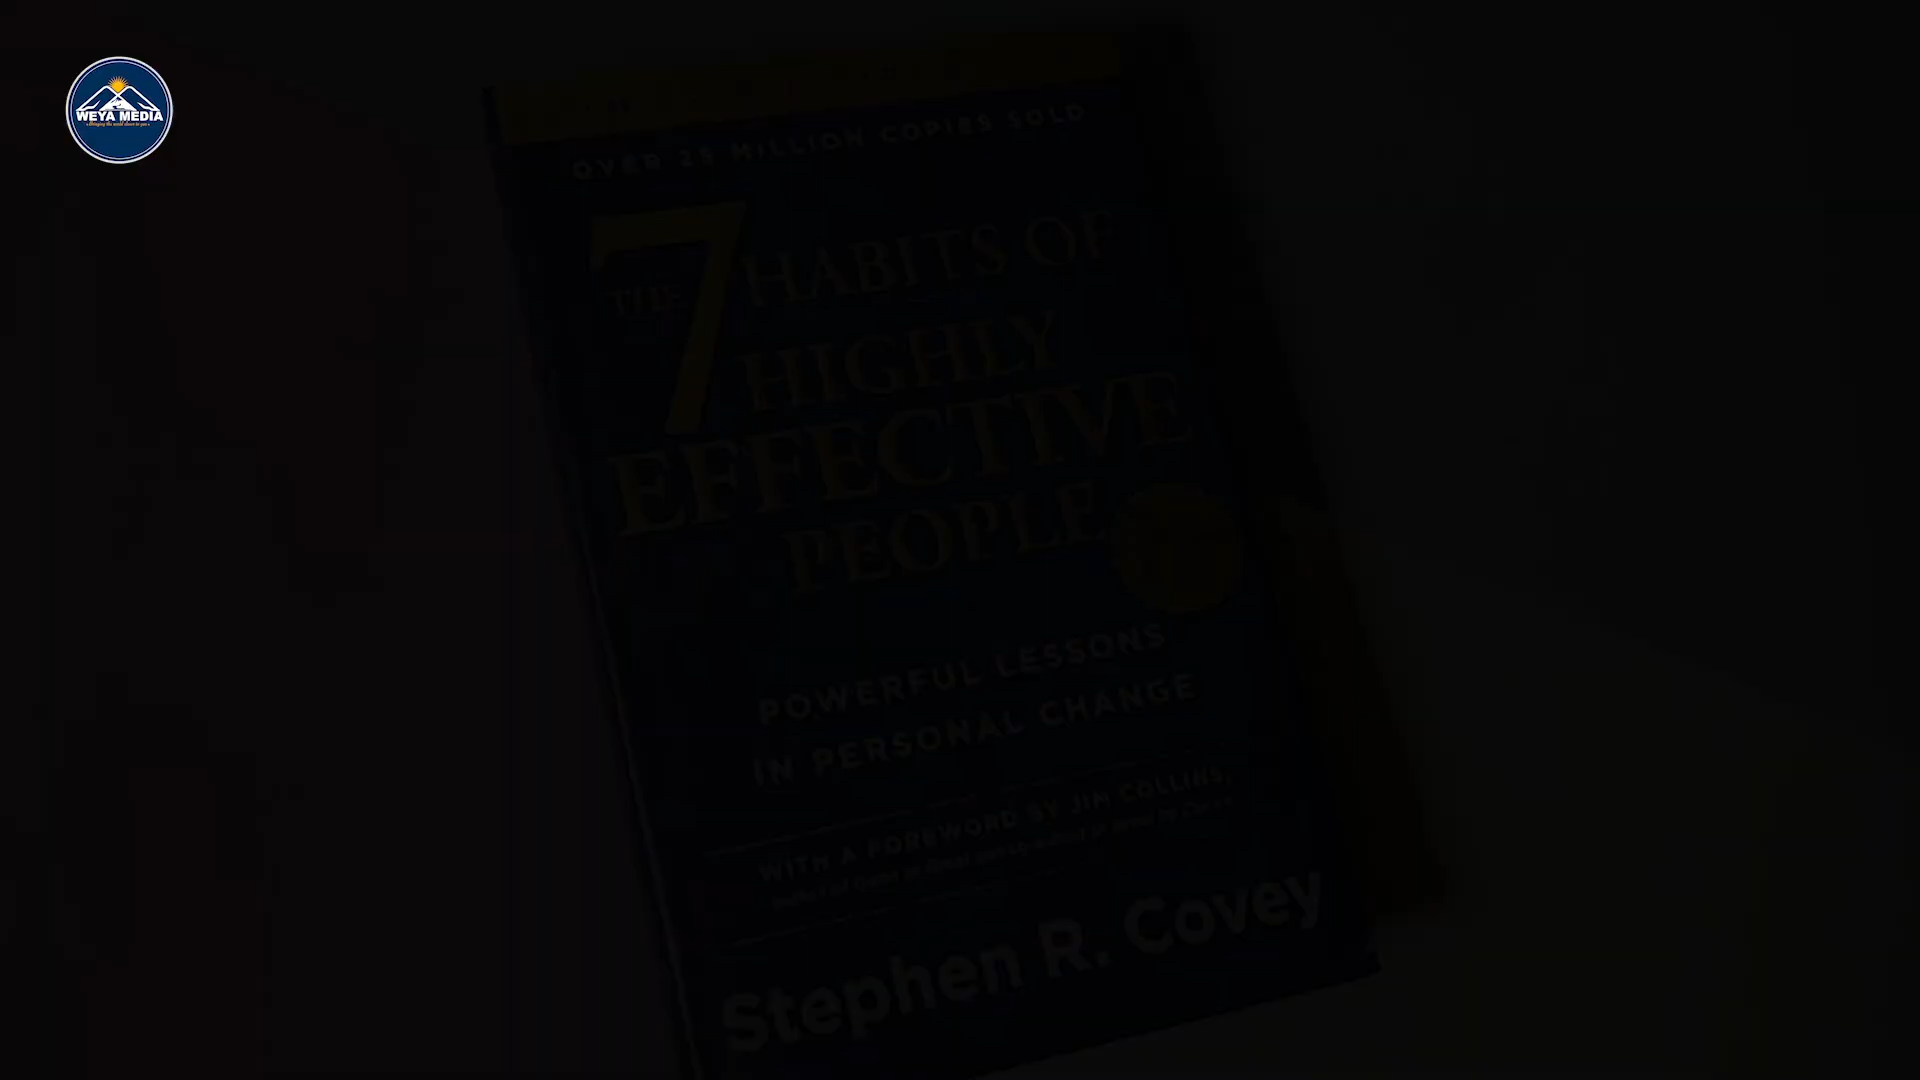 WEYA MEDIA
OVER 25 MILLION COPIES SOLD
THE 7 HABITS OF
HIGHLY
EFFECTIVE
PEOPLE
POWERFUL LESSONS
IN PERSONAL CHANGE
WITH A FOREWORD BY JIM COLLINS,
Stephen R. Covey